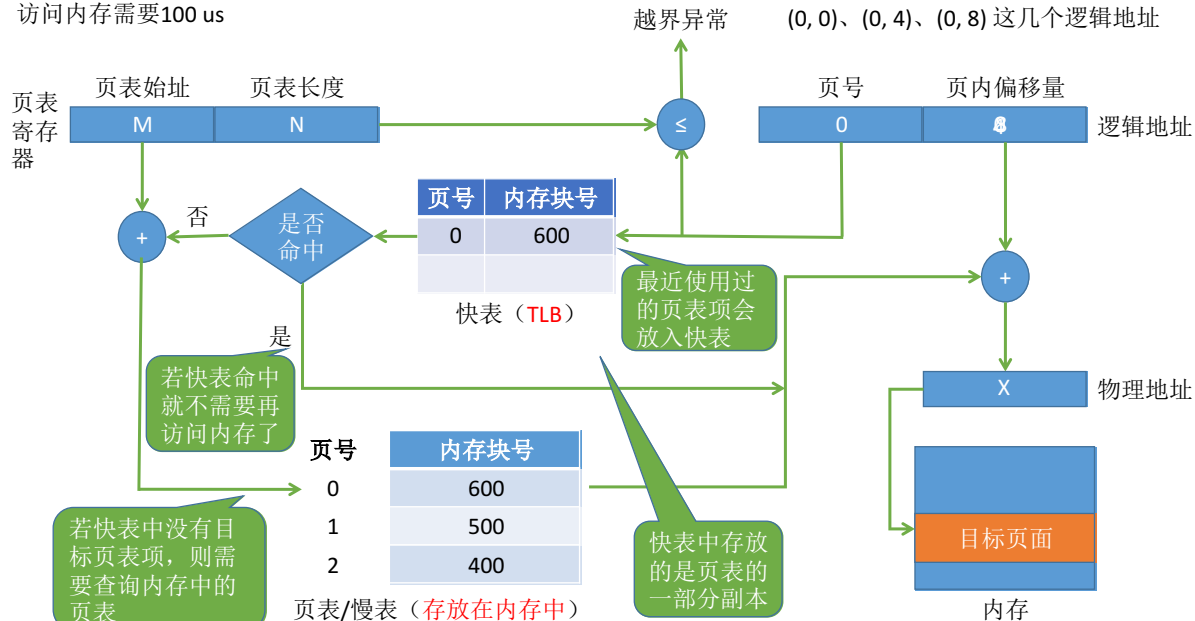 访问内存需要100 us
越界异常
(0, 0)、(0, 4)、(0, 8) 这几个逻辑地址
页表始址
页表长度
页号
页内偏移量
页表
寄存
器
M
N
≤
0
逻辑地址
页号
内存块号
0
600
是否
命中
否
+
+
快表（TLB）
最近使用过
的页表项会
放入快表
是
若快表命中
就不需要再
访问内存了
X
物理地址
页号
内存块号
0
600
1
500
2
400
页表/慢表（存放在内存中）
若快表中没有目
标页表项，则需
要查询内存中的
页表
快表中存放
的是页表的
一部分副本
目标页面
内存